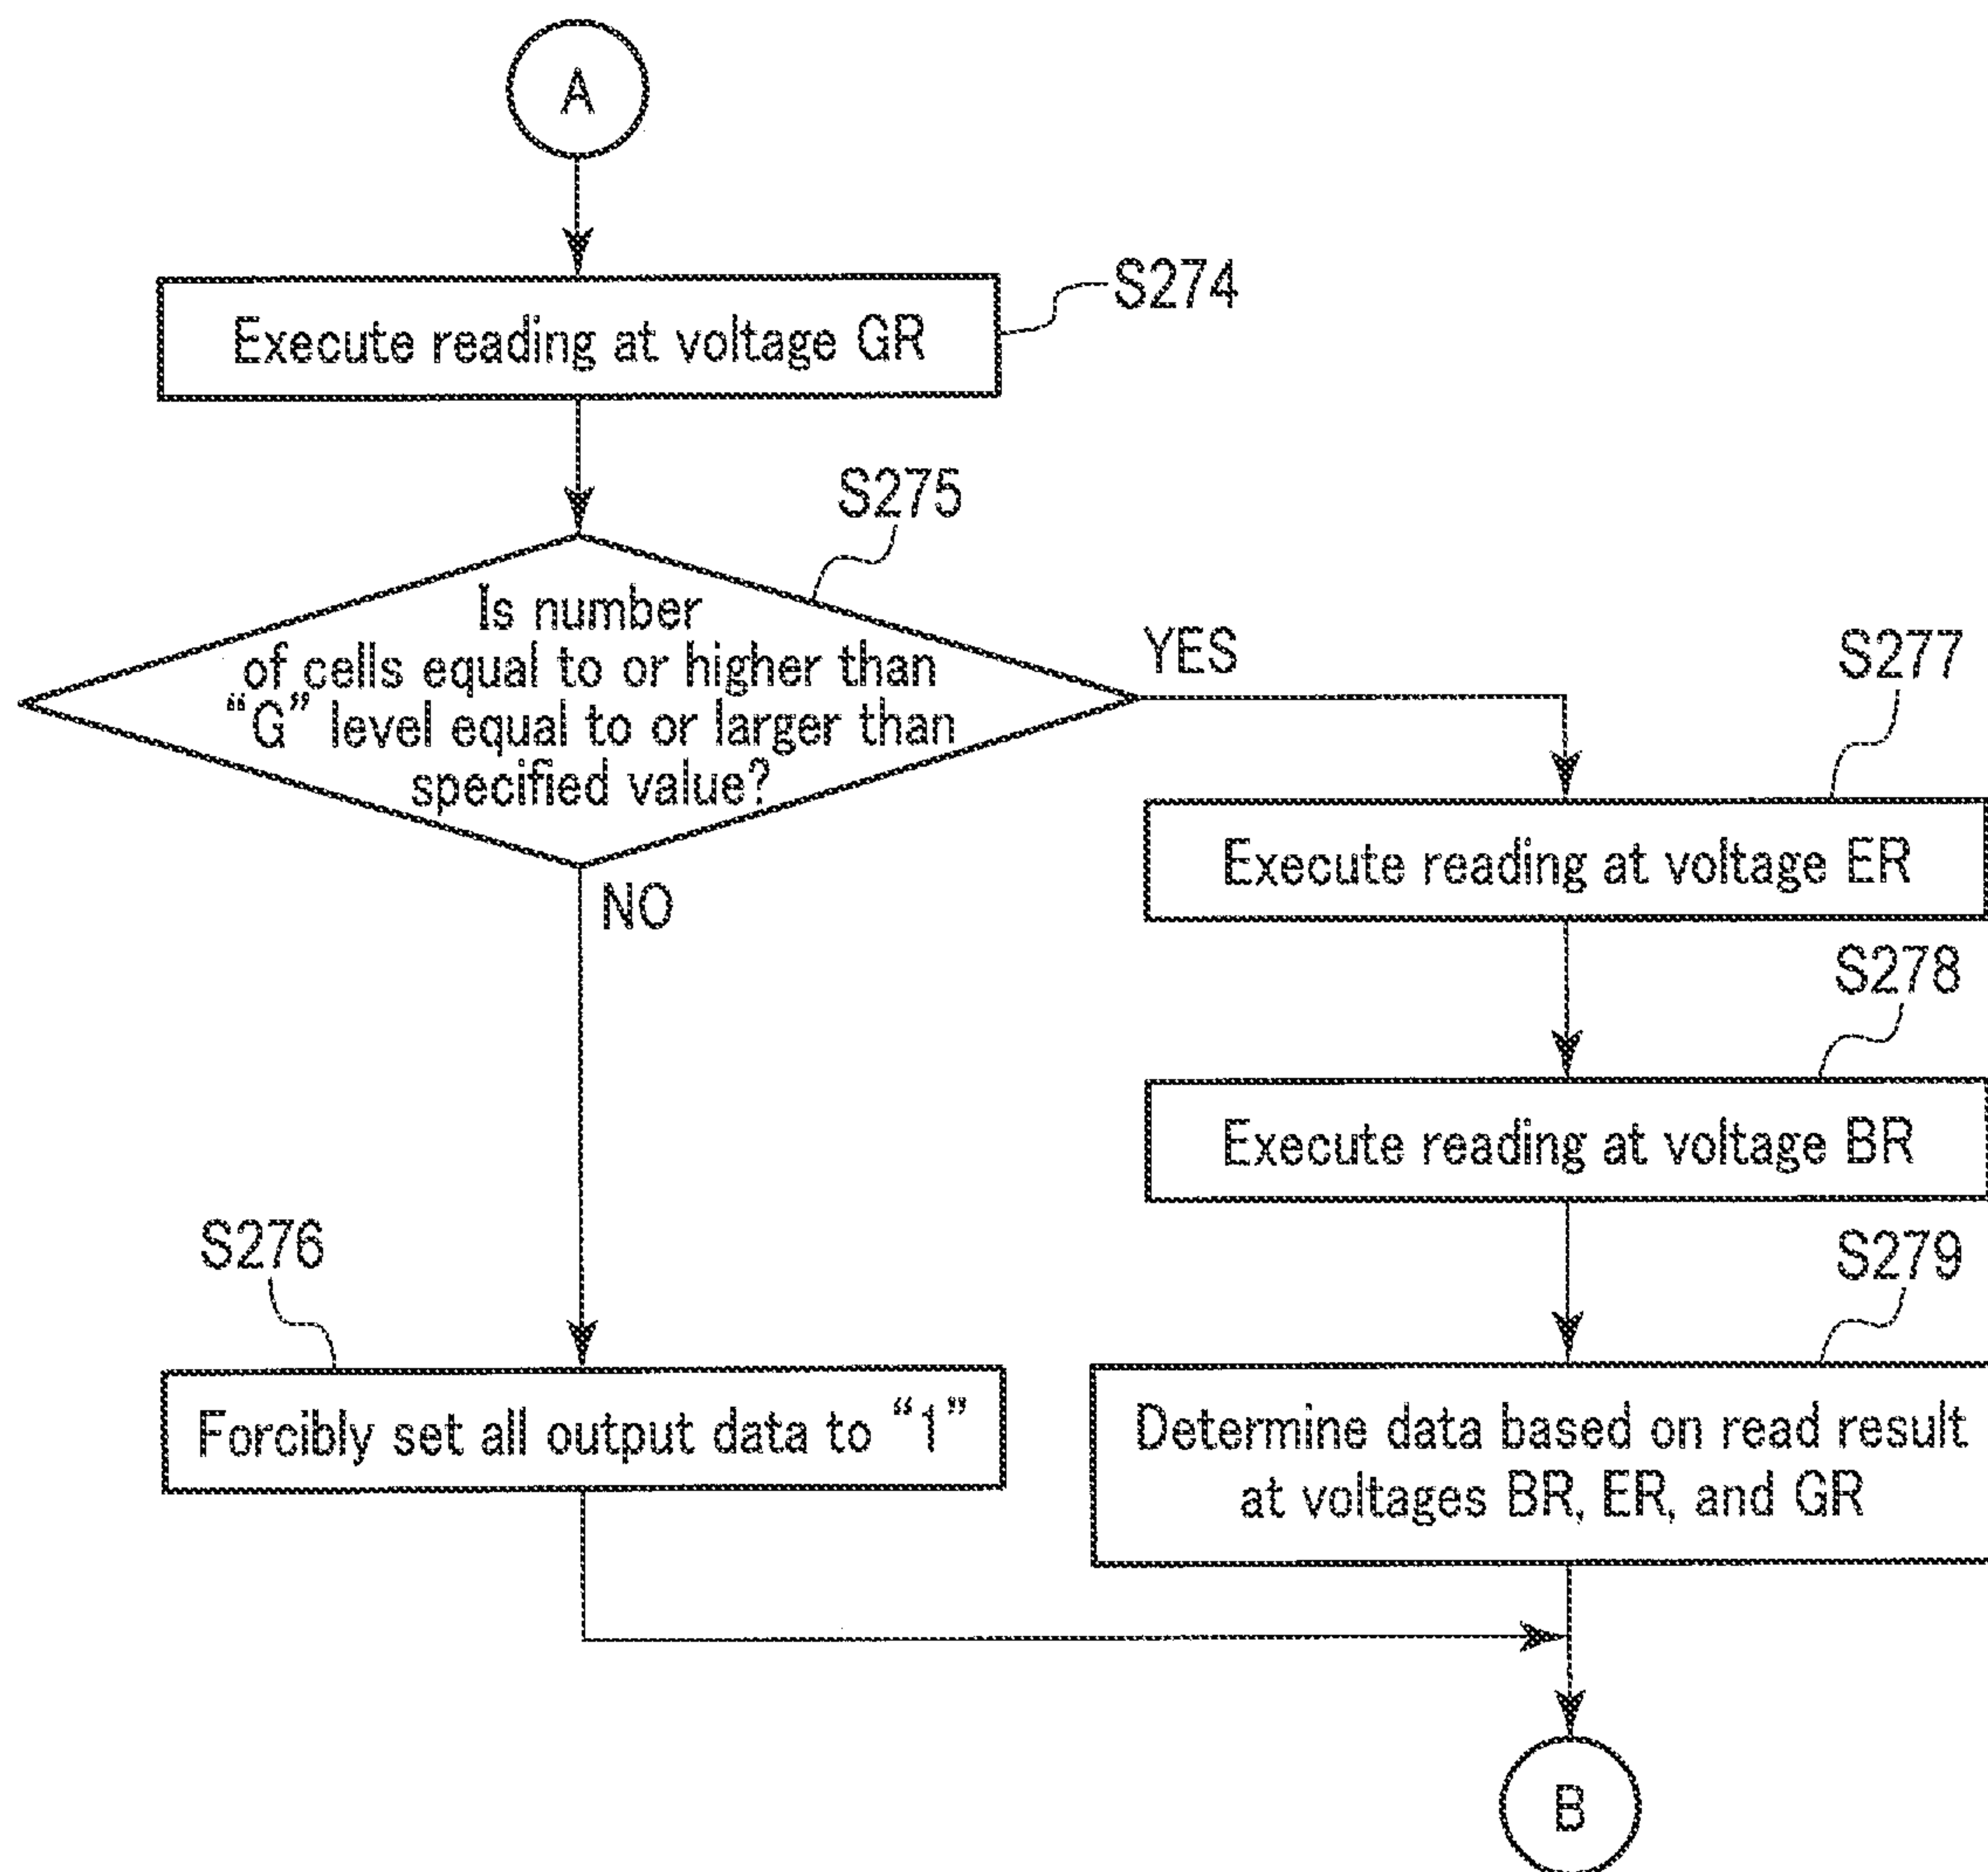 A
S274
Execute reading at voltage GR
S275
Is number
of cells equal to or higher than
“G” level equal to or larger than
specified value?
YES
NO
S277
Execute reading at voltage ER
S278
Execute reading at voltage BR
S276
Forcibly set all output data to “1”
S279
Determine data based on read result
at voltages BR, ER, and GR
B